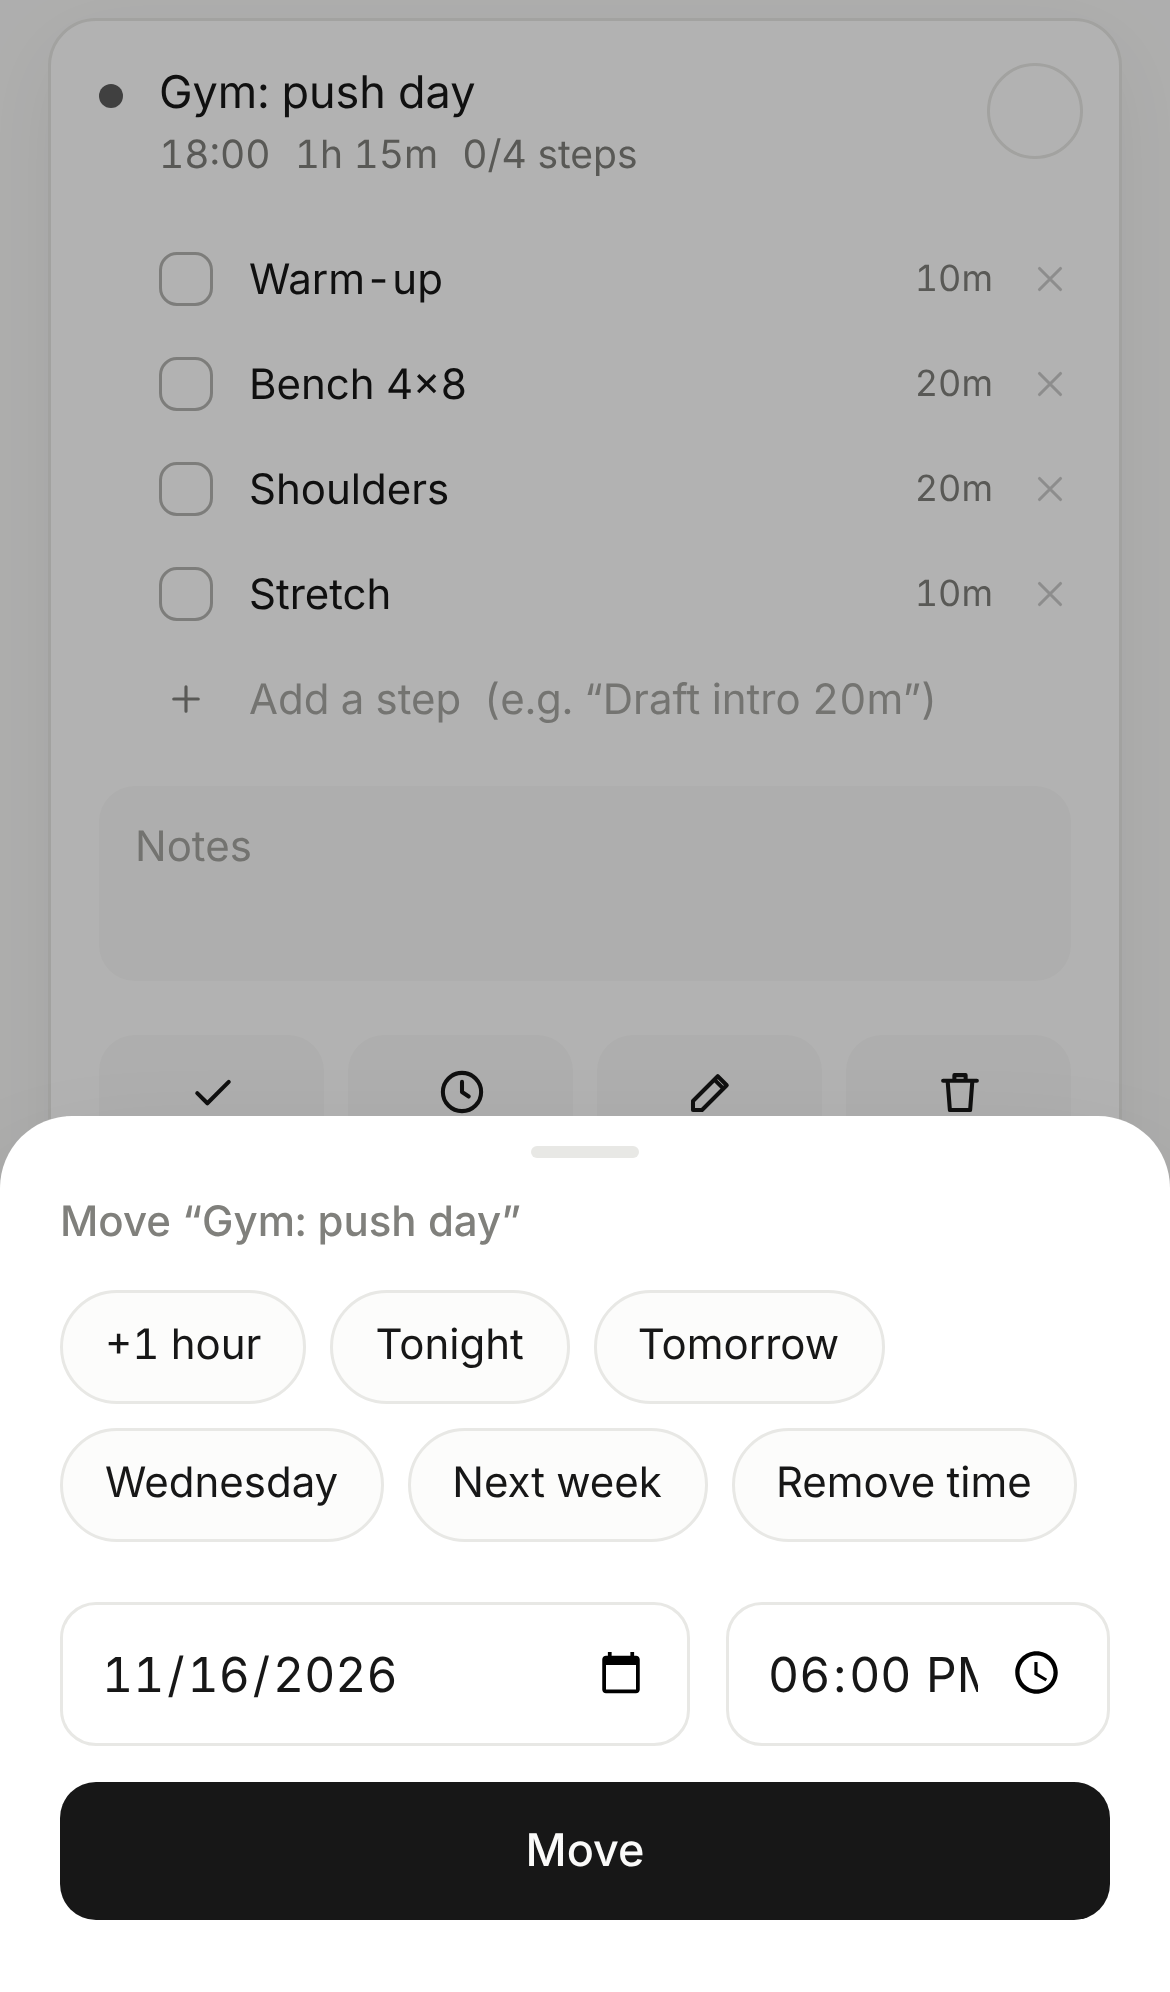 Gym: push day
18:00 1h 15m 0/4 steps
Warm-up 10m
Bench 4×8 20m
Shoulders 20m
Stretch 10m
Add a step (e.g. “Draft intro 20m”)
Notes
Move “Gym: push day”
+1 hour Tonight Tomorrow
Wednesday Next week Remove time
11/16/2026 06:00 PM
Move